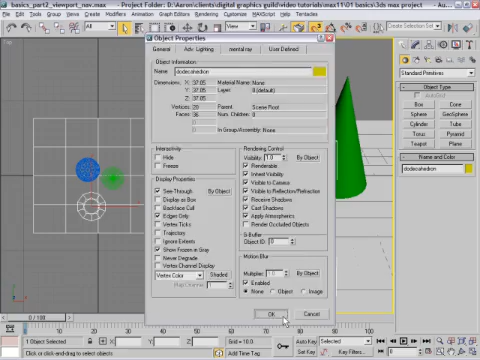 basics_part2_viewport_nav.max - Project Folder: D:\Aaron\clients\digital graphics guild\video tutorials\max11\01 basics\3ds max project
Create Views Animation Graph Editors Rendering Customize MAXScript Help Tentacles
Create Selection Set
Object Properties
General Adv. Lighting mental ray User Defined
Object Information
Name: dodecahedron
Dimensions: X: 37.05 Material Name: None
Y: 37.05 Layer: 0 (default)
Z: 37.05
Vertices: 20 Parent: Scene Root
Faces: 36 Num. Children: 0
In Group/Assembly: None
Interactivity
Hide
Freeze
Display Properties
See-Through By Object
Display as Box
Backface Cull
Edges Only
Vertex Ticks
Trajectory
Ignore Extents
Show Frozen in Gray
Never Degrade
Vertex Channel Display
Vertex Color Shaded
Map Channel: 1
Rendering Control
Visibility: 1.0 By Object
Renderable
Inherit Visibility
Visible to Camera
Visible to Reflection/Refraction
Receive Shadows
Cast Shadows
Apply Atmospherics
Render Occluded Objects
G-Buffer
Object ID: 0
Motion Blur
Multiplier: 1.0 By Object
Enabled
None Object Image
OK Cancel
Standard Primitives
Object Type
Box Cone
Sphere GeoSphere
Cylinder Tube
Torus Pyramid
Teapot Plane
Name and Color
dodecahedron
0 / 100
1 Object Selected X: Y: Z: Grid = 10.0 Auto Key Selected
Click or click-and-drag to select objects Add Time Tag Set Key Key Filters...